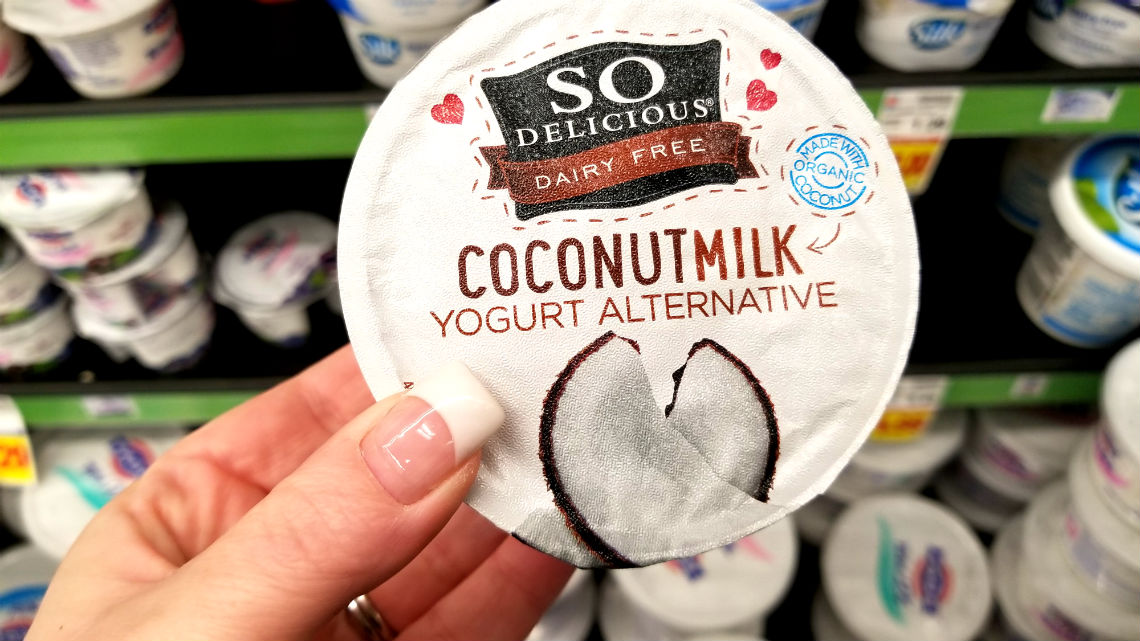 SO
DELICIOUS®
DAIRY FREE
MADE WITH
ORGANIC
COCONUT
COCONUTMILK
YOGURT ALTERNATIVE